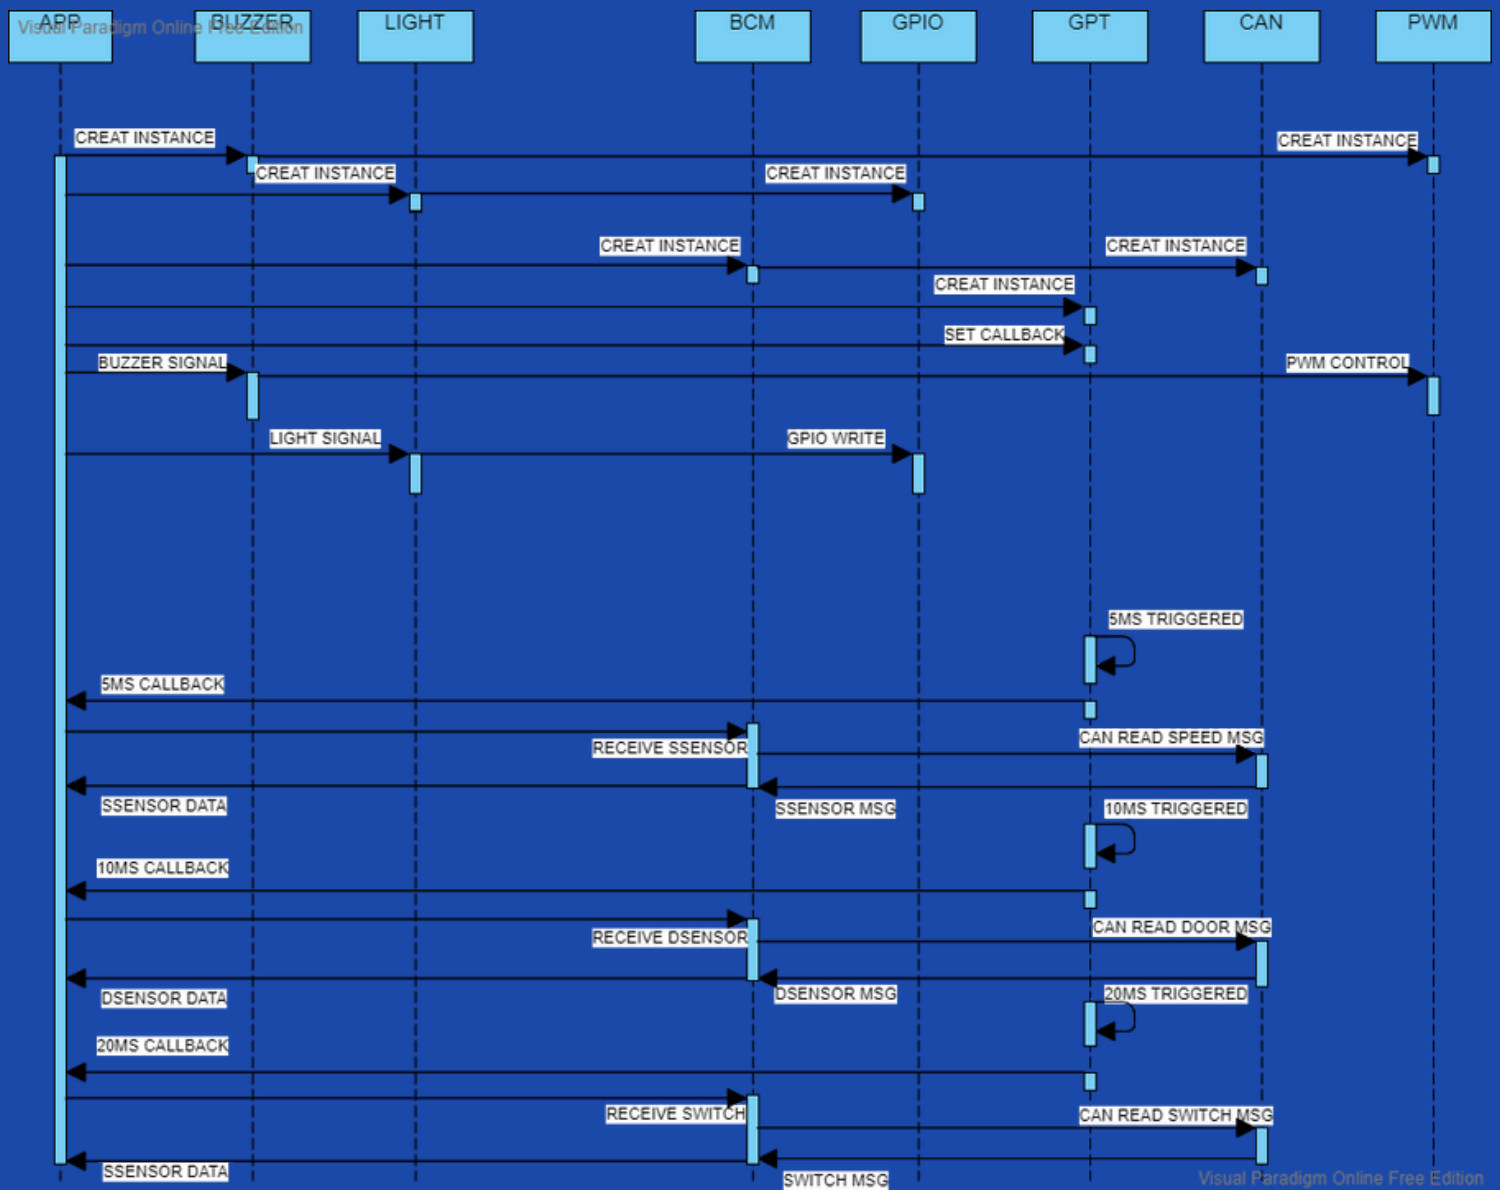 APP
BUZZER
LIGHT
BCM
GPIO
GPT
CAN
PWM
Visual Paradigm Online Free Edition
CREAT INSTANCE
CREAT INSTANCE
CREAT INSTANCE
CREAT INSTANCE
CREAT INSTANCE
CREAT INSTANCE
CREAT INSTANCE
SET CALLBACK
BUZZER SIGNAL
PWM CONTROL
LIGHT SIGNAL
GPIO WRITE
5MS TRIGGERED
5MS CALLBACK
RECEIVE SSENSOR
CAN READ SPEED MSG
SSENSOR DATA
SSENSOR MSG
10MS TRIGGERED
10MS CALLBACK
RECEIVE DSENSOR
CAN READ DOOR MSG
DSENSOR DATA
DSENSOR MSG
20MS TRIGGERED
20MS CALLBACK
RECEIVE SWITCH
CAN READ SWITCH MSG
SSENSOR DATA
SWITCH MSG
Visual Paradigm Online Free Edition